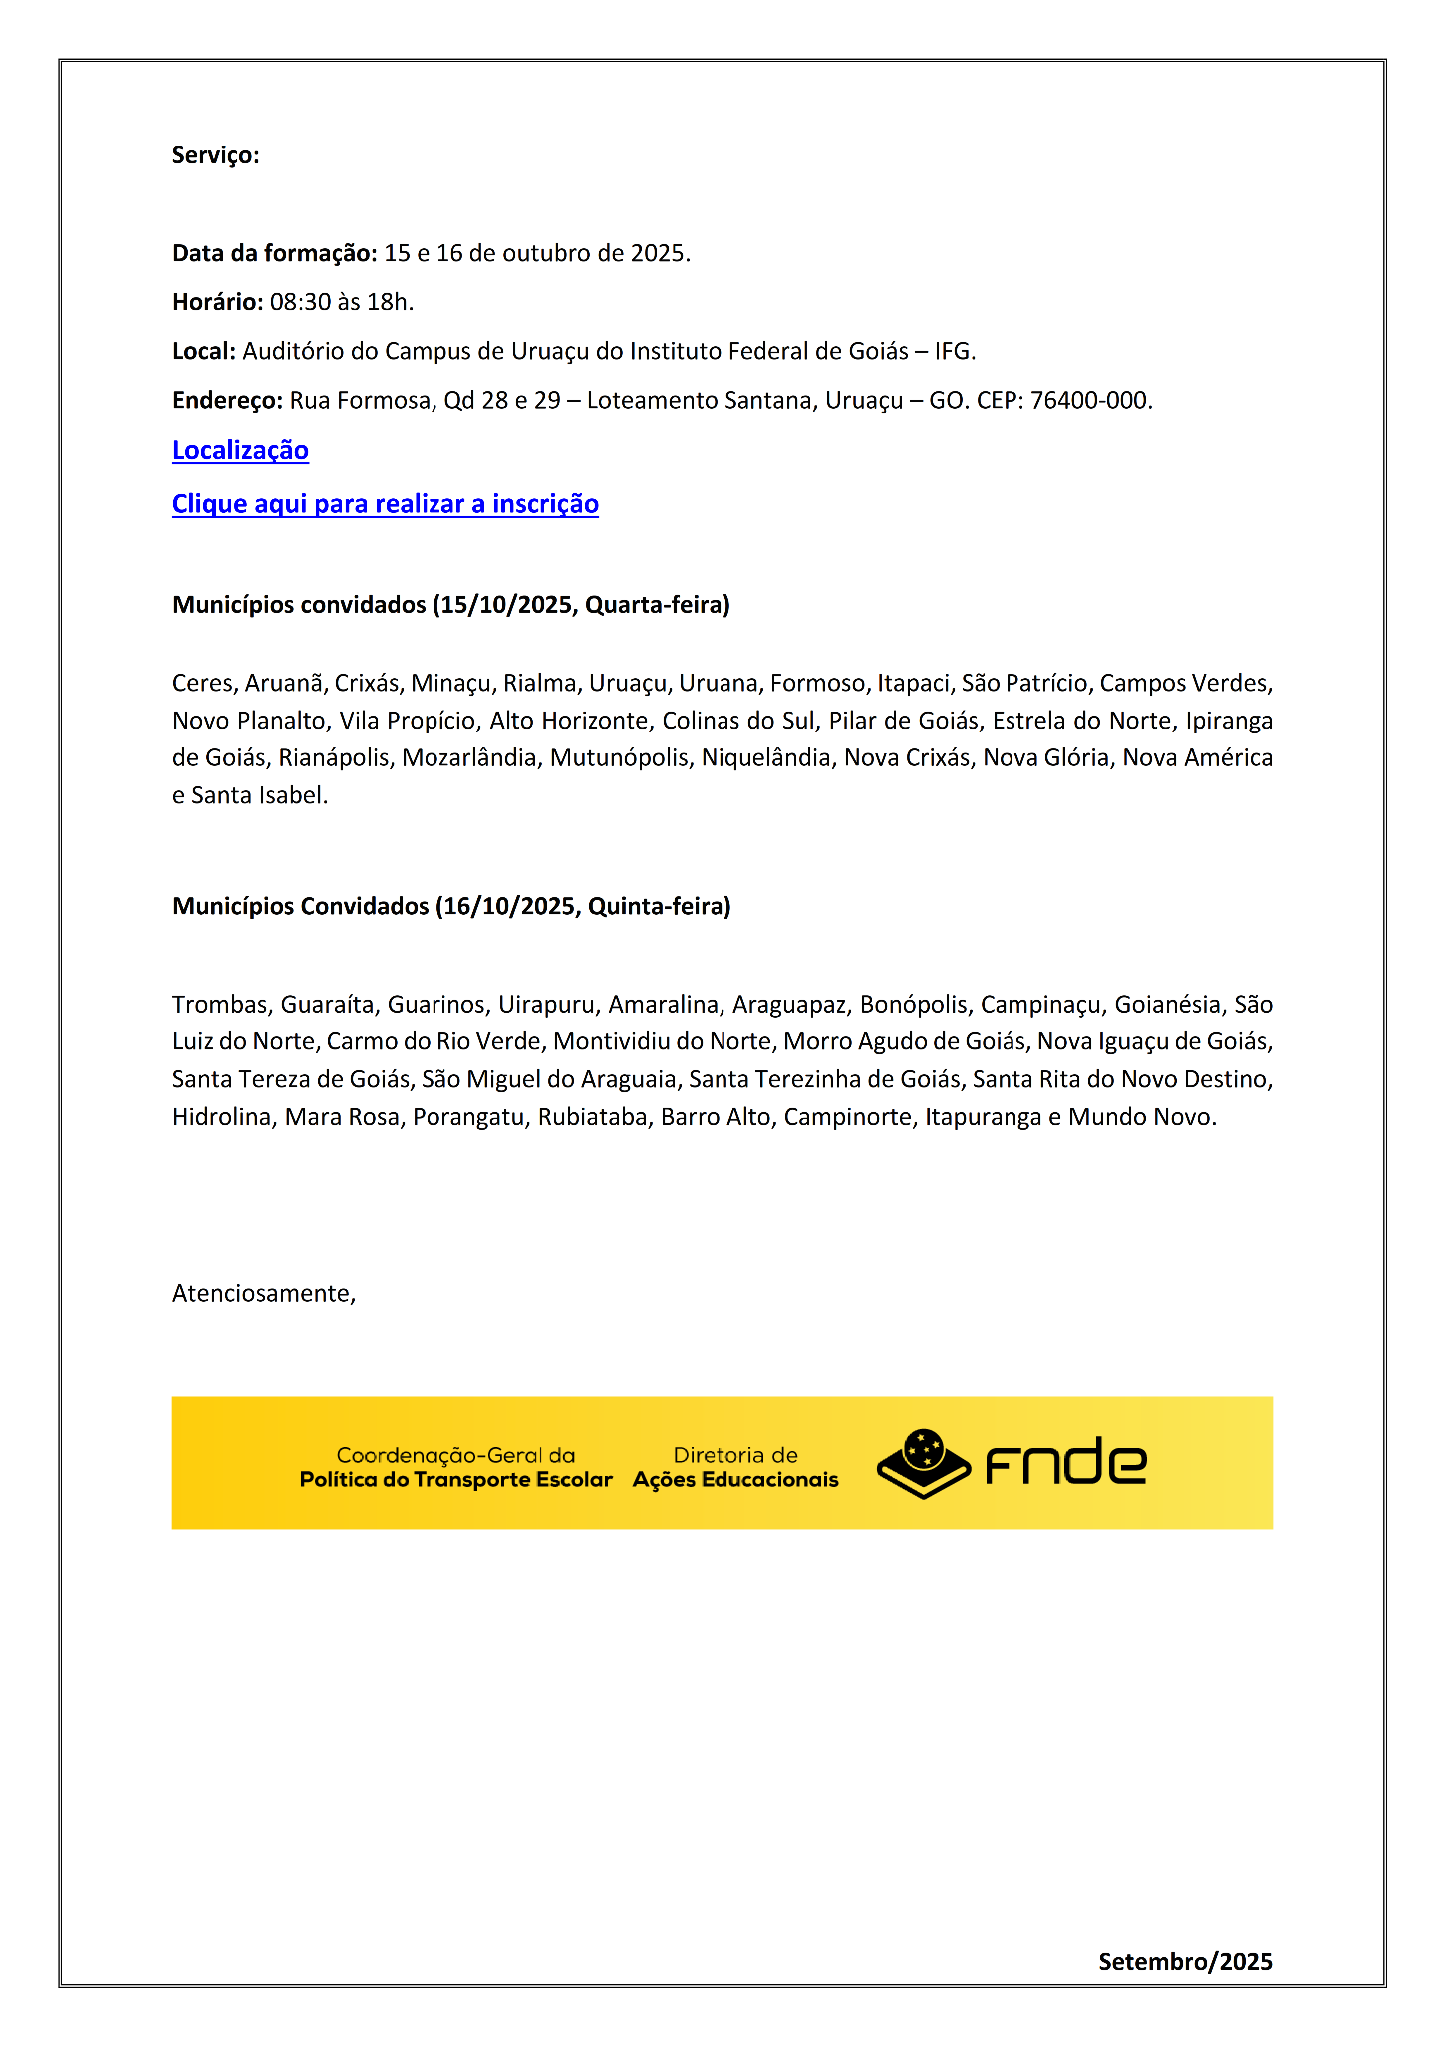 Serviço:
Data da formação: 15 e 16 de outubro de 2025.
Horário: 08:30 às 18h.
Local: Auditório do Campus de Uruaçu do Instituto Federal de Goiás – IFG.
Endereço: Rua Formosa, Qd 28 e 29 – Loteamento Santana, Uruaçu – GO. CEP: 76400-000.
Localização
Clique aqui para realizar a inscrição
Municípios convidados (15/10/2025, Quarta-feira)
Ceres, Aruanã, Crixás, Minaçu, Rialma, Uruaçu, Uruana, Formoso, Itapaci, São Patrício, Campos Verdes,
Novo Planalto, Vila Propício, Alto Horizonte, Colinas do Sul, Pilar de Goiás, Estrela do Norte, Ipiranga
de Goiás, Rianápolis, Mozarlândia, Mutunópolis, Niquelândia, Nova Crixás, Nova Glória, Nova América
e Santa Isabel.
Municípios Convidados (16/10/2025, Quinta-feira)
Trombas, Guaraíta, Guarinos, Uirapuru, Amaralina, Araguapaz, Bonópolis, Campinaçu, Goianésia, São
Luiz do Norte, Carmo do Rio Verde, Montividiu do Norte, Morro Agudo de Goiás, Nova Iguaçu de Goiás,
Santa Tereza de Goiás, São Miguel do Araguaia, Santa Terezinha de Goiás, Santa Rita do Novo Destino,
Hidrolina, Mara Rosa, Porangatu, Rubiataba, Barro Alto, Campinorte, Itapuranga e Mundo Novo.
Atenciosamente,
Coordenação-Geral da
Política do Transporte Escolar
Diretoria de
Ações Educacionais
fnde
Setembro/2025